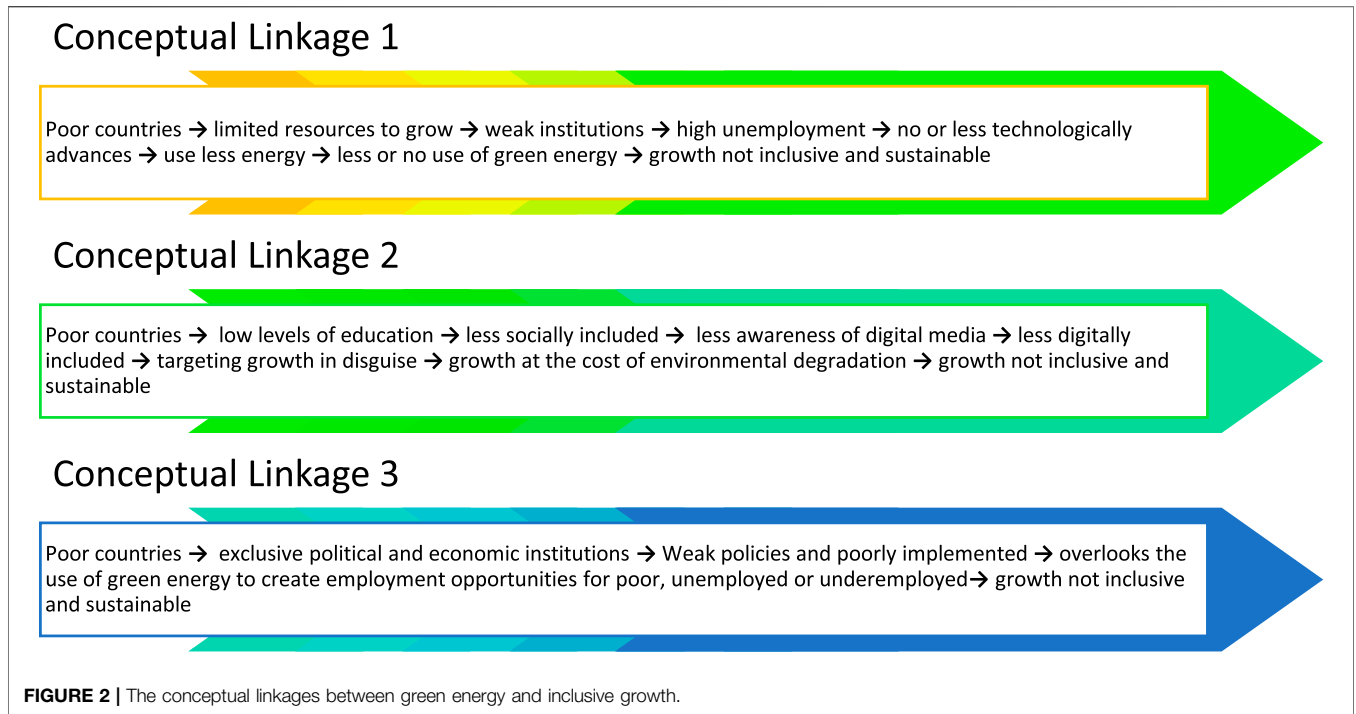 Conceptual Linkage 1
Poor countries → limited resources to grow → weak institutions → high unemployment → no or less technologically
advances → use less energy → less or no use of green energy → growth not inclusive and sustainable
Conceptual Linkage 2
Poor countries → low levels of education → less socially included → less awareness of digital media → less digitally
included → targeting growth in disguise → growth at the cost of environmental degradation → growth not inclusive and
sustainable
Conceptual Linkage 3
Poor countries → exclusive political and economic institutions → Weak policies and poorly implemented → overlooks the
use of green energy to create employment opportunities for poor, unemployed or underemployed→ growth not inclusive
and sustainable
FIGURE 2 | The conceptual linkages between green energy and inclusive growth.